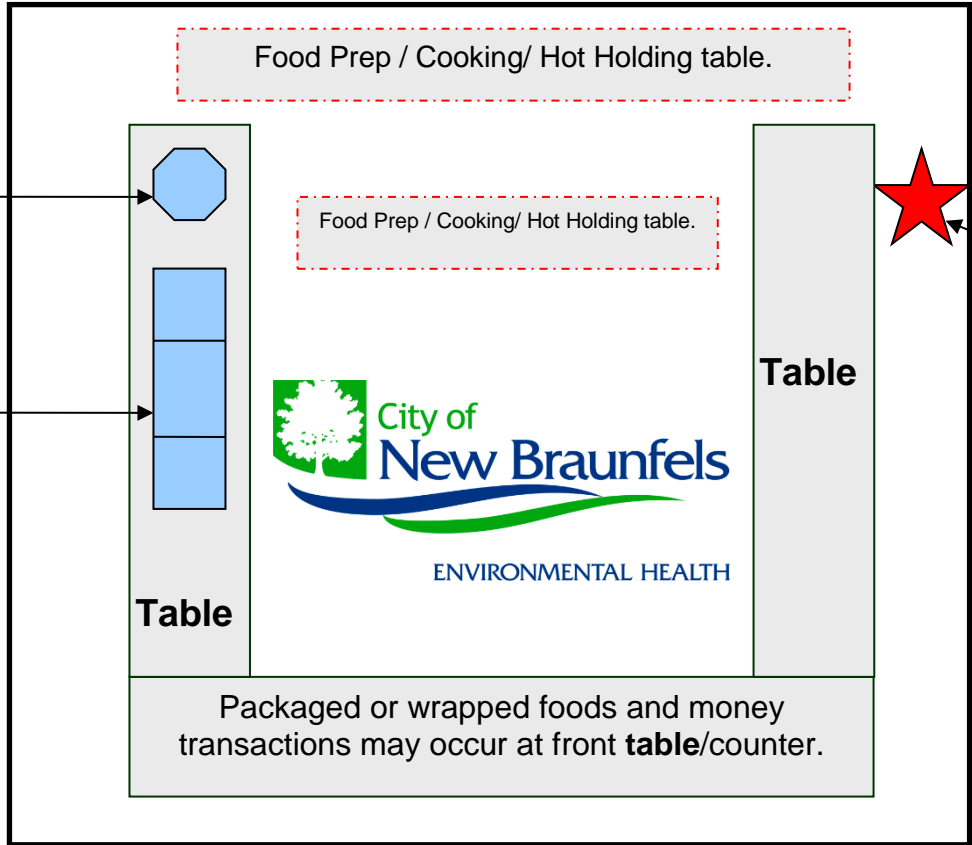 Food Prep / Cooking/ Hot Holding table.
Food Prep / Cooking/ Hot Holding table.
Table
City of
New Braunfels
ENVIRONMENTAL HEALTH
Table
Packaged or wrapped foods and money
transactions may occur at front table/counter.